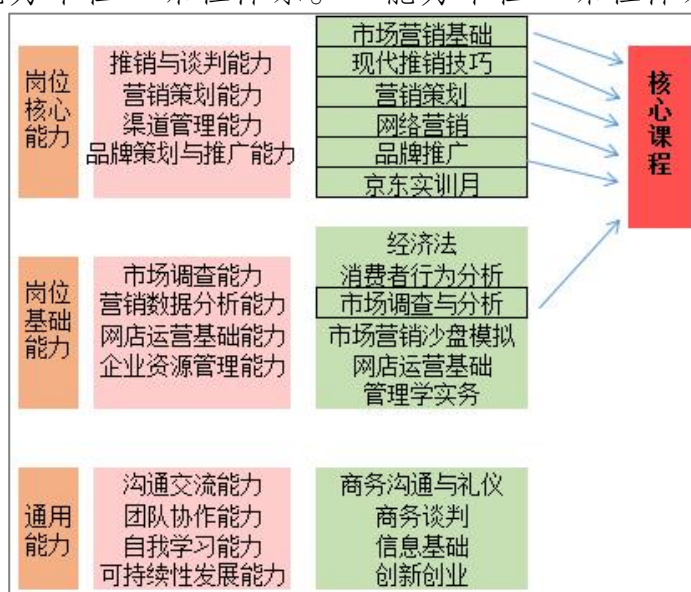 岗位
核心
能力
推销与谈判能力
营销策划能力
渠道管理能力
品牌策划与推广能力
市场营销基础
现代推销技巧
营销策划
网络营销
品牌推广
京东实训月
核
心
课
程
岗位
基础
能力
市场调查能力
营销数据分析能力
网店运营基础能力
企业资源管理能力
经济法
消费者行为分析
市场调查与分析
市场营销沙盘模拟
网店运营基础
管理学实务
通用
能力
沟通交流能力
团队协作能力
自我学习能力
可持续性发展能力
商务沟通与礼仪
商务谈判
信息基础
创新创业